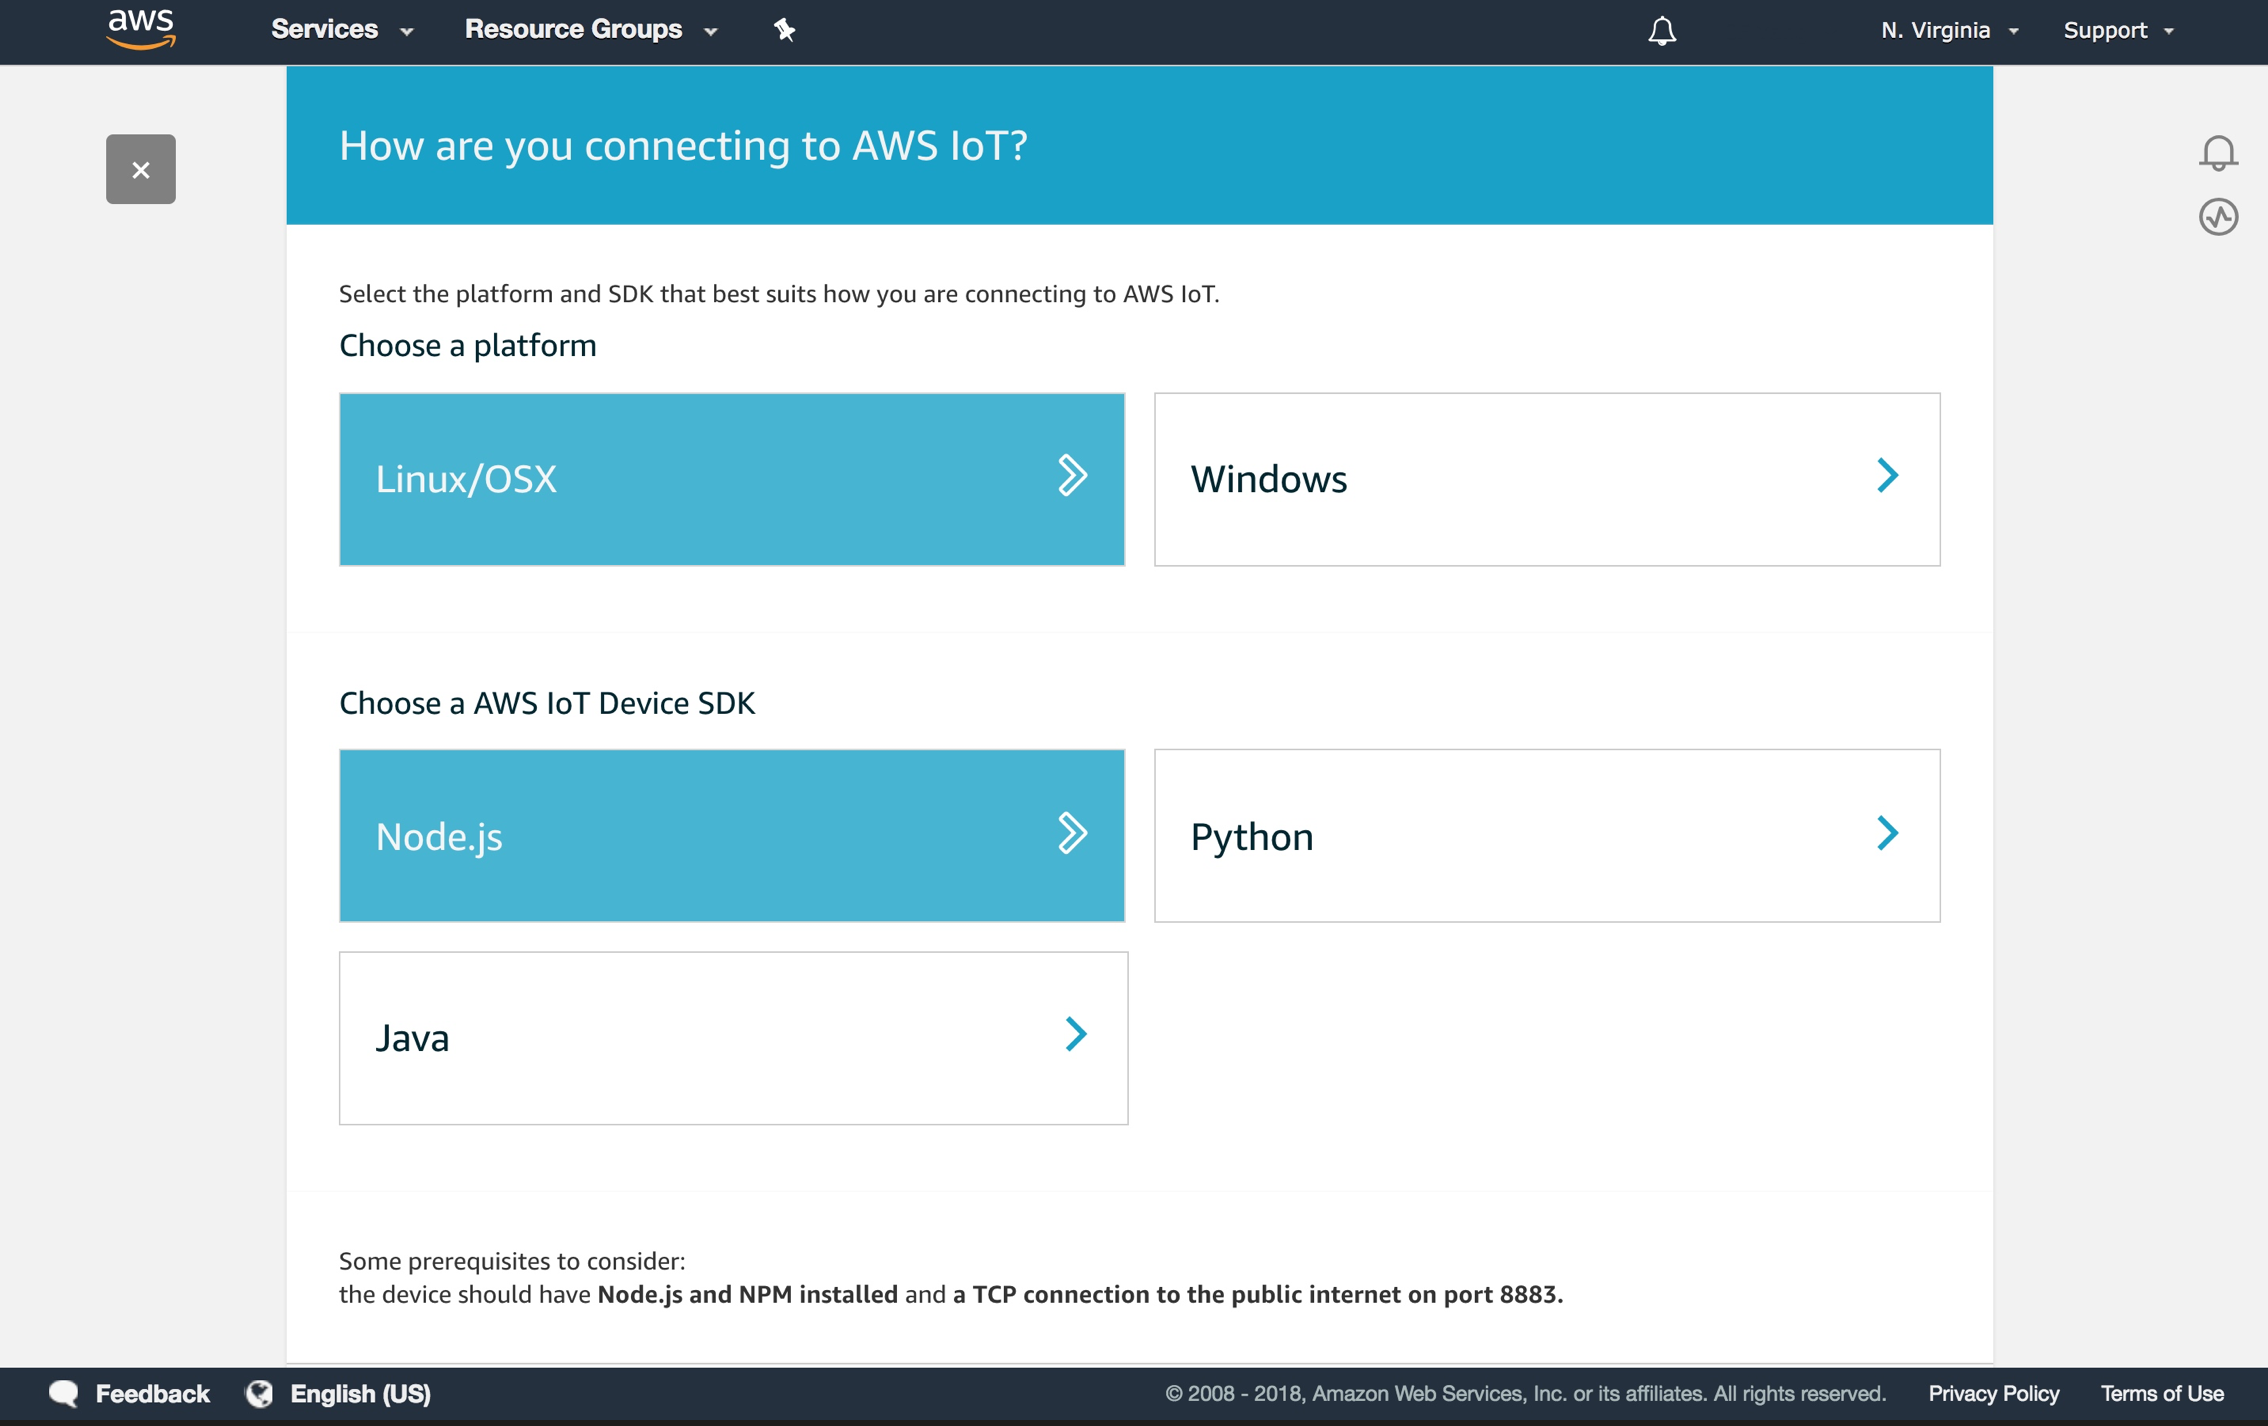 aws Services Resource Groups N. Virginia Support
How are you connecting to AWS IoT?
Select the platform and SDK that best suits how you are connecting to AWS IoT.
Choose a platform
Linux/OSX Windows
Choose a AWS IoT Device SDK
Node.js Python
Java
Some prerequisites to consider:
the device should have Node.js and NPM installed and a TCP connection to the public internet on port 8883.
Feedback English (US) © 2008 - 2018, Amazon Web Services, Inc. or its affiliates. All rights reserved. Privacy Policy Terms of Use